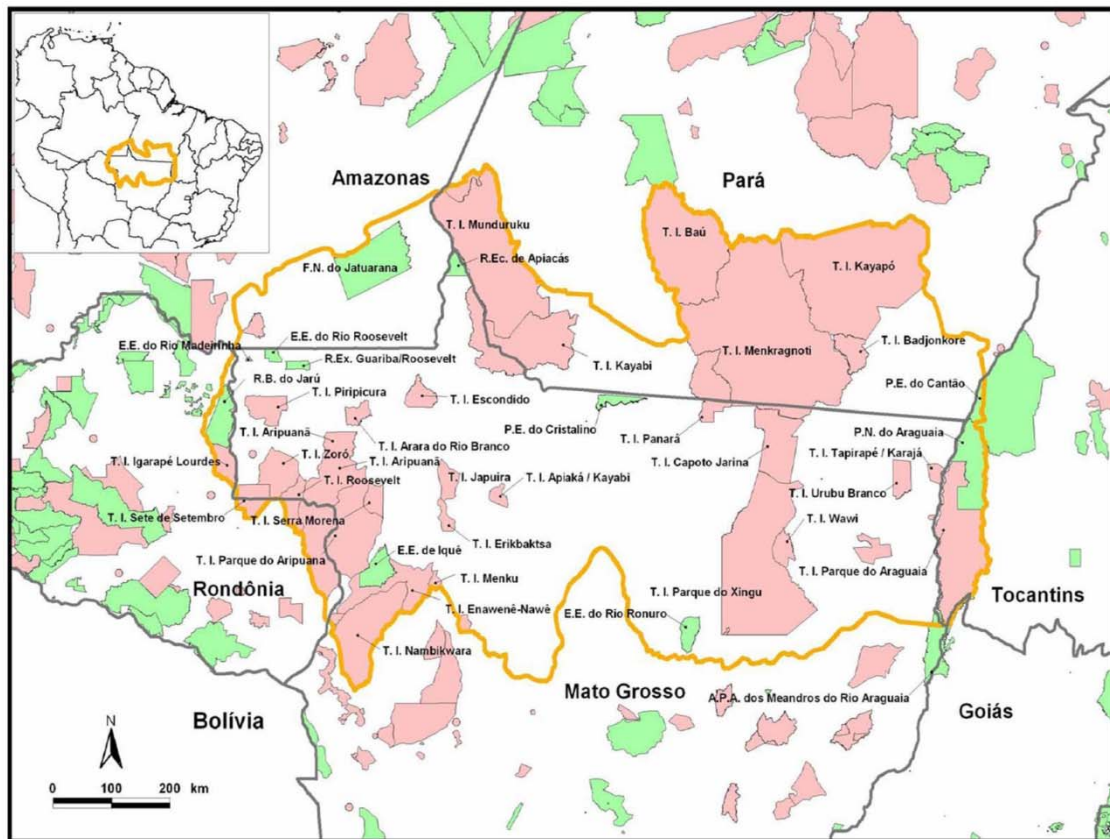 Amazonas
Pará
T. I. Munduruku
T. I. Baú
F.N. do Jatuarana
R.Ec. de Apiacás
T. I. Kayapó
E.E. do Rio Roosevelt
E.E. do Rio Madeirinha
R.Ex. Guariba/Roosevelt
T. I. Kayabi
T. I. Menkragnoti
T. I. Badjonkore
R.B. do Jarú
T. I. Piripicura
T. I. Escondido
P.E. do Cantão
P.E. do Cristalino
T. I. Panará
P.N. do Araguaia
T. I. Aripuanã
T. I. Arara do Rio Branco
T. I. Zoró
T. I. Aripuanã
T. I. Capoto Jarina
T. I. Tapirapé / Karajá
T. I. Igarapé Lourdes
T. I. Roosevelt
T. I. Japuira
T. I. Apiaká / Kayabi
T. I. Urubu Branco
T. I. Sete de Setembro
T. I. Serra Morena
T. I. Erikbaktsa
T. I. Wawi
T. I. Parque do Aripuana
E.E. de Iquê
T. I. Parque do Araguaia
Rondônia
T. I. Menku
T. I. Parque do Xingu
Tocantins
T. I. Enawenê-Nawê
E.E. do Rio Ronuro
T. I. Nambikwara
Mato Grosso
A.P.A. dos Meandros do Rio Araguaia
Bolívia
Goiás
N
0 100 200 km